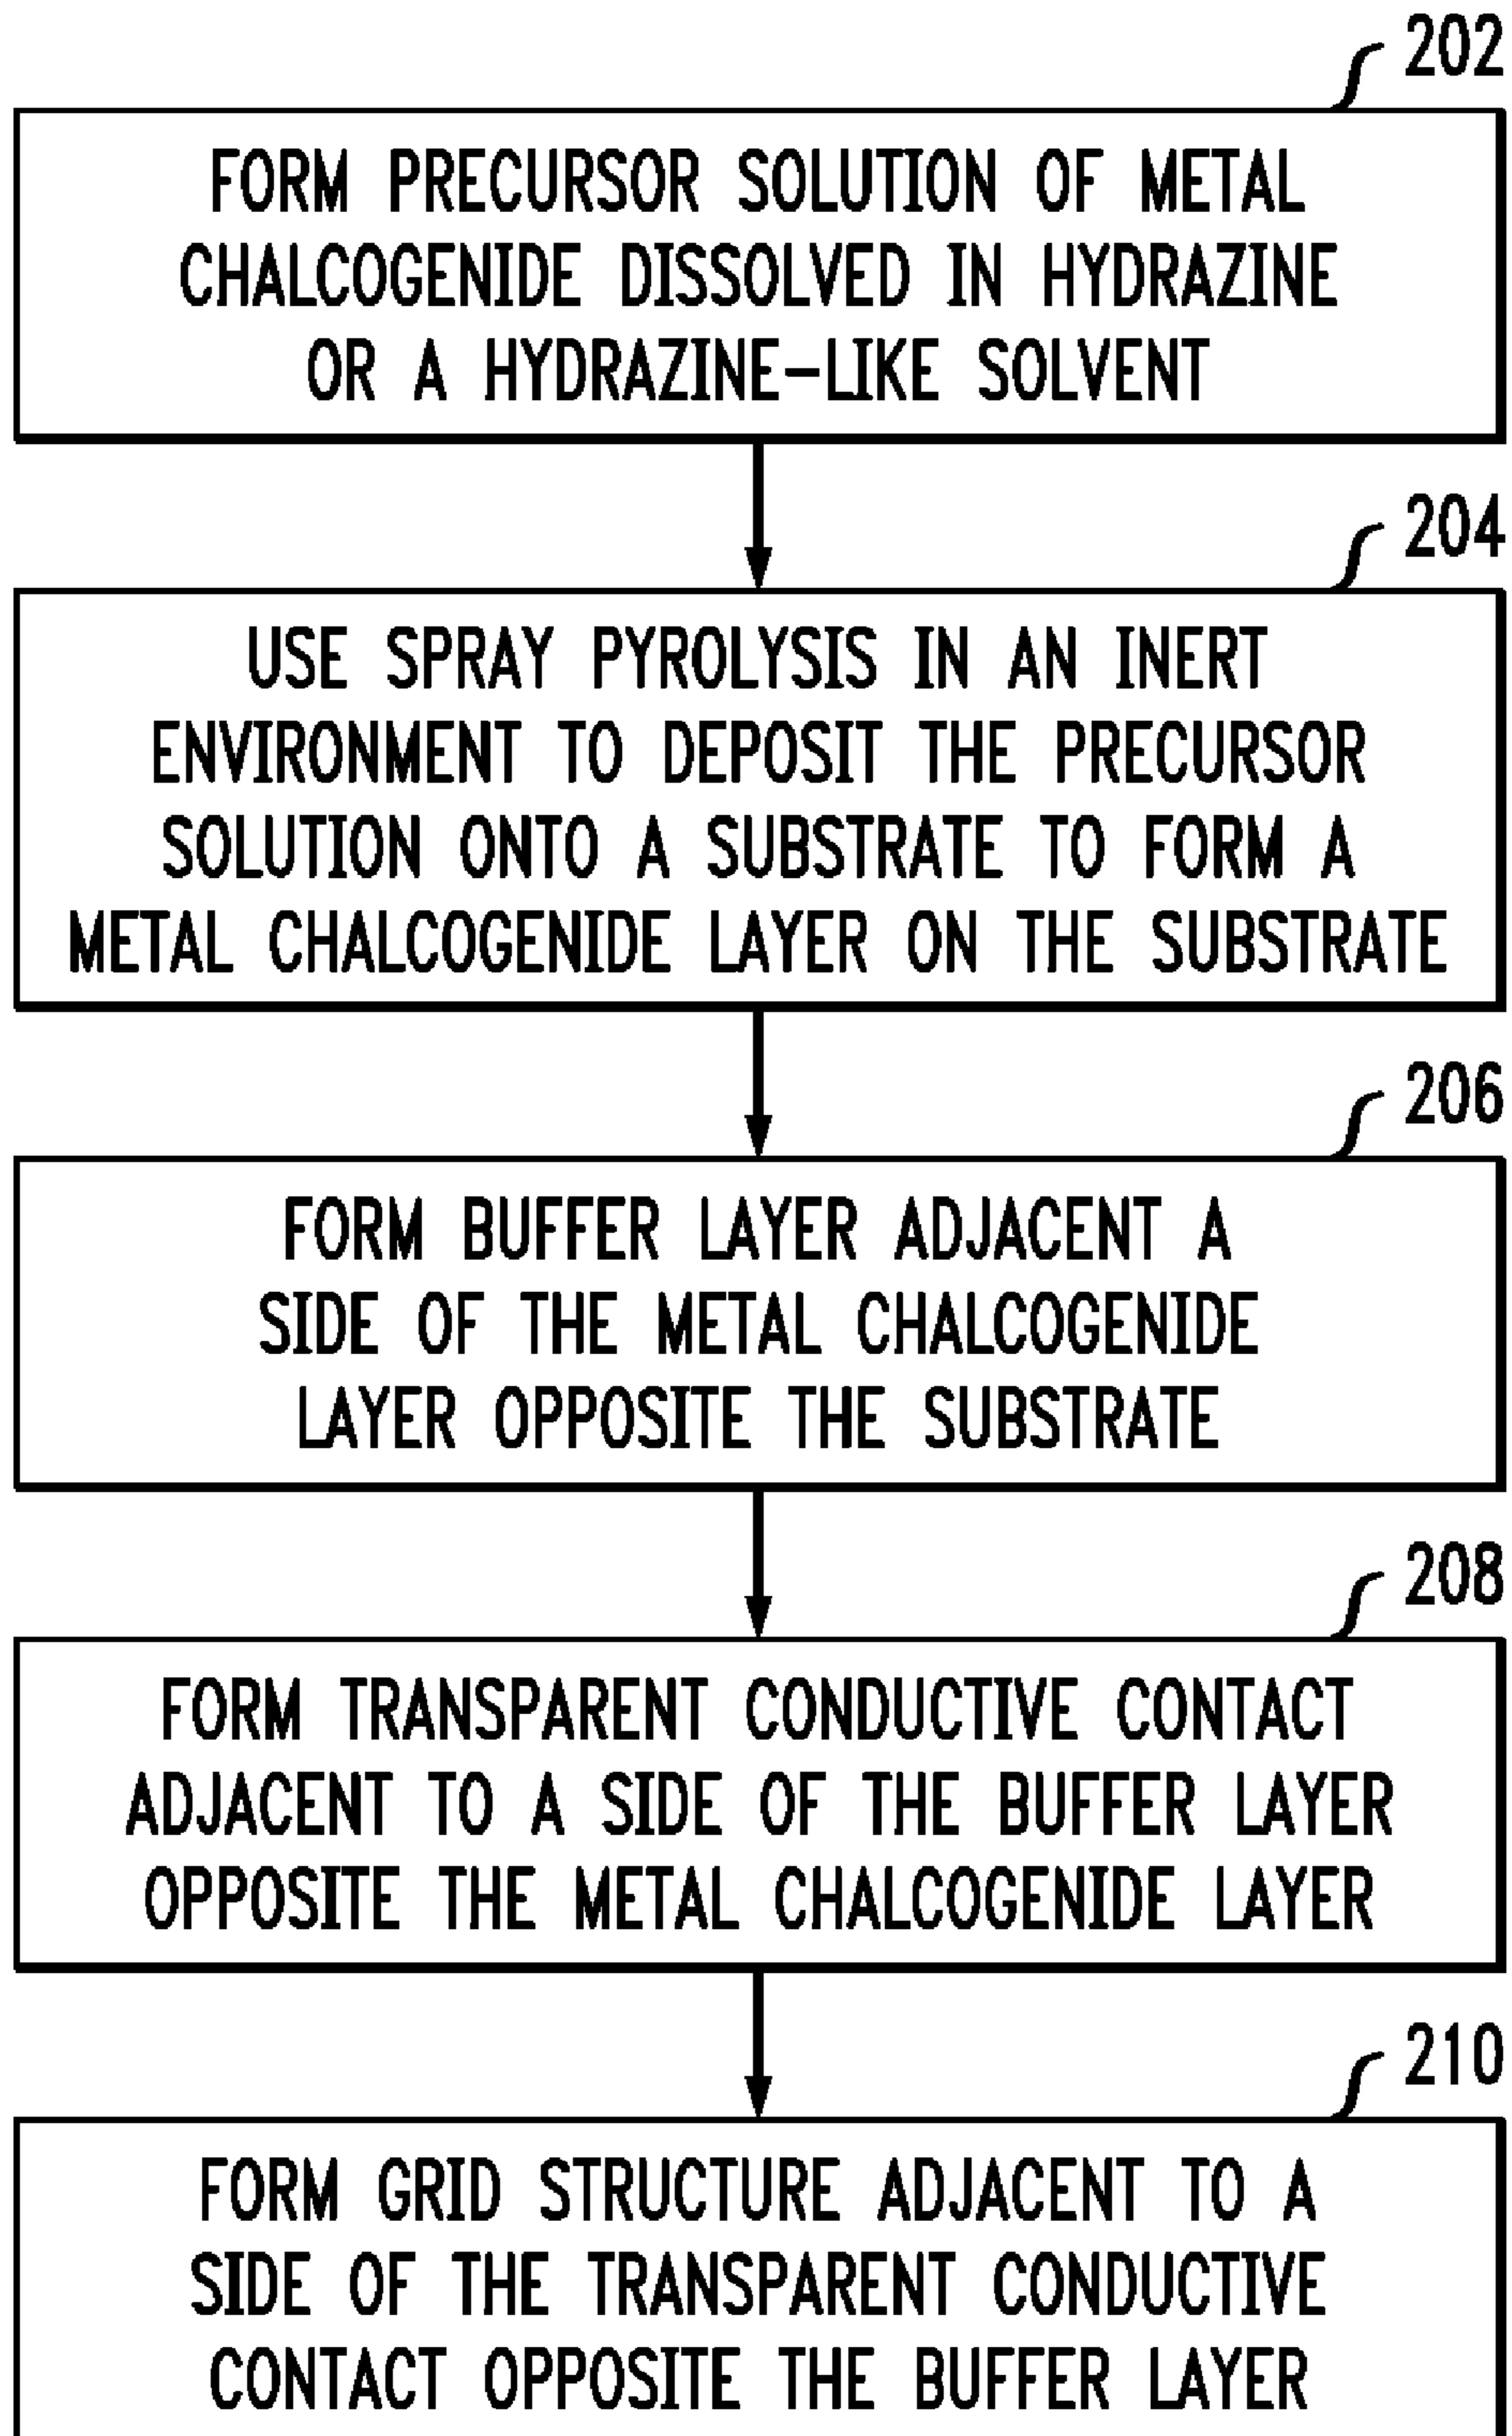 202
FORM PRECURSOR SOLUTION OF METAL
CHALCOGENIDE DISSOLVED IN HYDRAZINE
OR A HYDRAZINE-LIKE SOLVENT
204
USE SPRAY PYROLYSIS IN AN INERT
ENVIRONMENT TO DEPOSIT THE PRECURSOR
SOLUTION ONTO A SUBSTRATE TO FORM A
METAL CHALCOGENIDE LAYER ON THE SUBSTRATE
206
FORM BUFFER LAYER ADJACENT A
SIDE OF THE METAL CHALCOGENIDE
LAYER OPPOSITE THE SUBSTRATE
208
FORM TRANSPARENT CONDUCTIVE CONTACT
ADJACENT TO A SIDE OF THE BUFFER LAYER
OPPOSITE THE METAL CHALCOGENIDE LAYER
210
FORM GRID STRUCTURE ADJACENT TO A
SIDE OF THE TRANSPARENT CONDUCTIVE
CONTACT OPPOSITE THE BUFFER LAYER